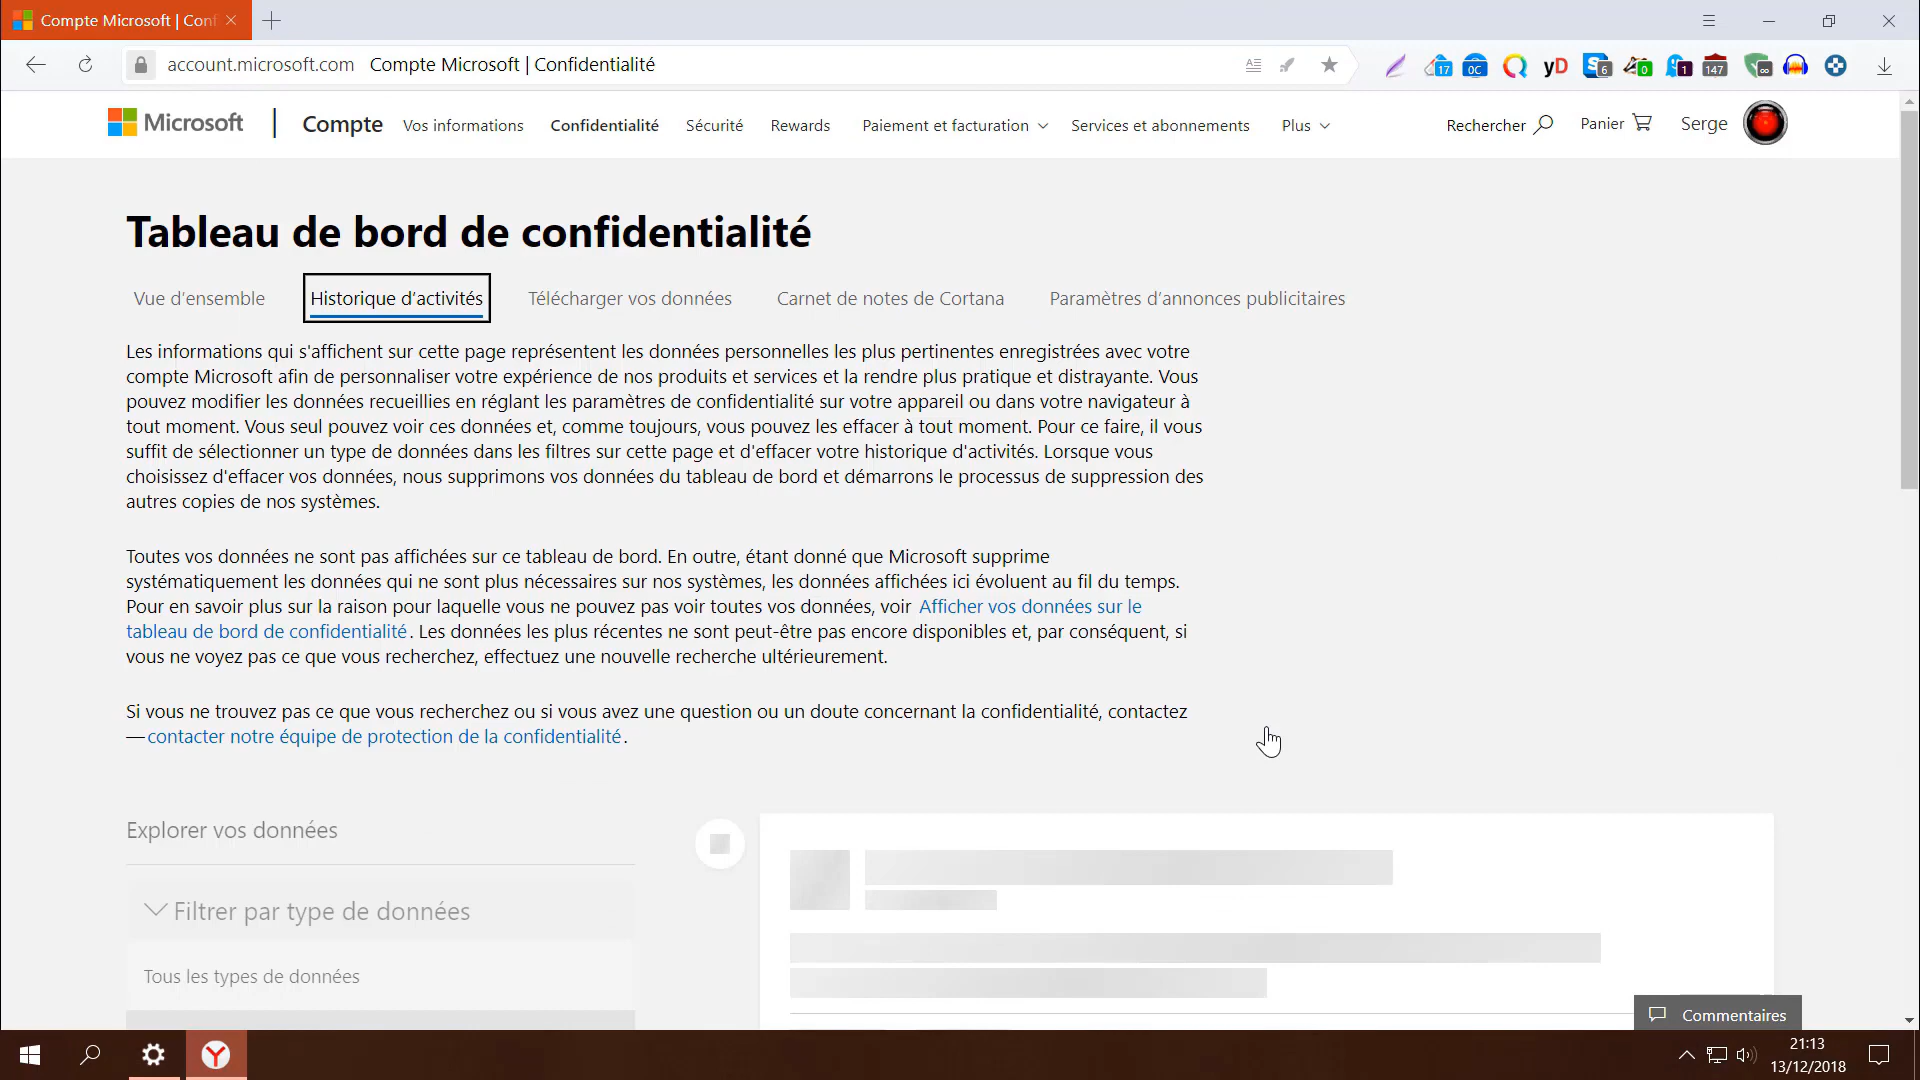 Compte Microsoft | Conf
account.microsoft.com Compte Microsoft | Confidentialité
17 0C yD 6 0 1 147 ∞
Microsoft Compte Vos informations Confidentialité Sécurité Rewards Paiement et facturation Services et abonnements Plus Rechercher Panier Serge
Tableau de bord de confidentialité
Vue d'ensemble Historique d'activités Télécharger vos données Carnet de notes de Cortana Paramètres d'annonces publicitaires
Les informations qui s'affichent sur cette page représentent les données personnelles les plus pertinentes enregistrées avec votre
compte Microsoft afin de personnaliser votre expérience de nos produits et services et la rendre plus pratique et distrayante. Vous
pouvez modifier les données recueillies en réglant les paramètres de confidentialité sur votre appareil ou dans votre navigateur à
tout moment. Vous seul pouvez voir ces données et, comme toujours, vous pouvez les effacer à tout moment. Pour ce faire, il vous
suffit de sélectionner un type de données dans les filtres sur cette page et d'effacer votre historique d'activités. Lorsque vous
choisissez d'effacer vos données, nous supprimons vos données du tableau de bord et démarrons le processus de suppression des
autres copies de nos systèmes.
Toutes vos données ne sont pas affichées sur ce tableau de bord. En outre, étant donné que Microsoft supprime
systématiquement les données qui ne sont plus nécessaires sur nos systèmes, les données affichées ici évoluent au fil du temps.
Pour en savoir plus sur la raison pour laquelle vous ne pouvez pas voir toutes vos données, voir Afficher vos données sur le
tableau de bord de confidentialité. Les données les plus récentes ne sont peut-être pas encore disponibles et, par conséquent, si
vous ne voyez pas ce que vous recherchez, effectuez une nouvelle recherche ultérieurement.
Si vous ne trouvez pas ce que vous recherchez ou si vous avez une question ou un doute concernant la confidentialité, contactez
—contacter notre équipe de protection de la confidentialité.
Explorer vos données
Filtrer par type de données
Tous les types de données
Commentaires
21:13
13/12/2018